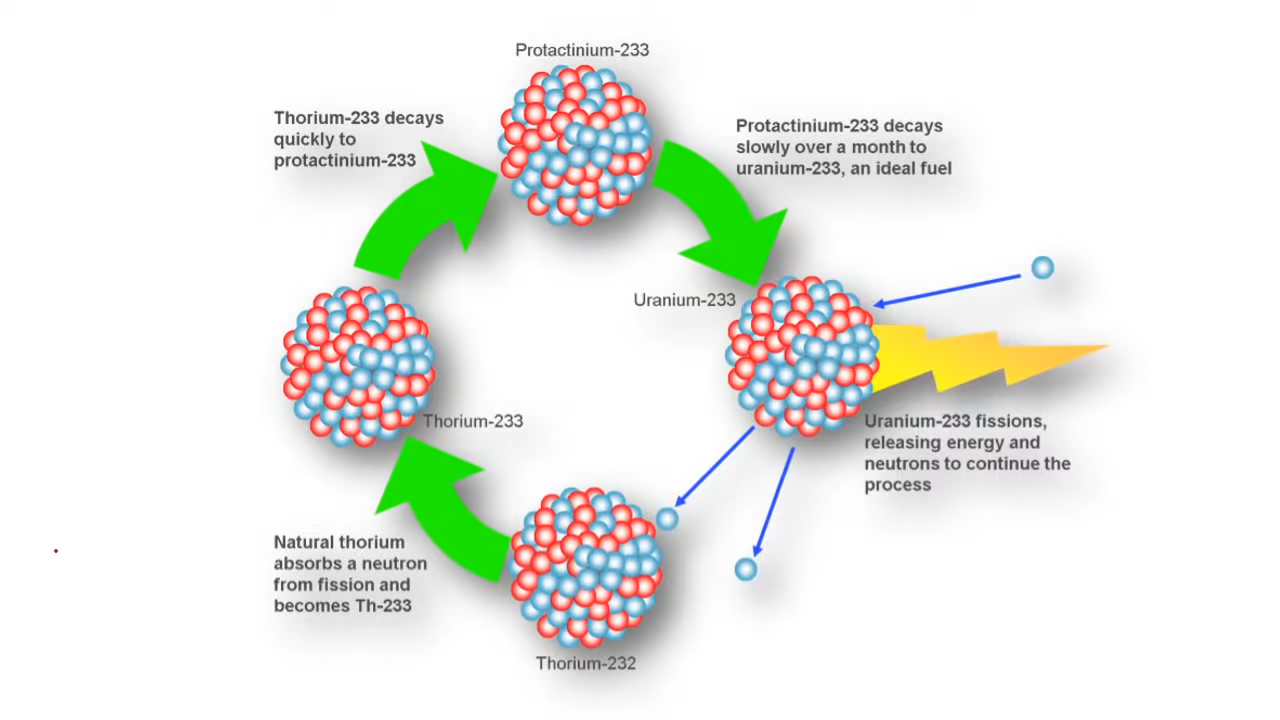 Protactinium-233
Thorium-233 decays
quickly to
protactinium-233
Protactinium-233 decays
slowly over a month to
uranium-233, an ideal fuel
Uranium-233
Thorium-233
Uranium-233 fissions,
releasing energy and
neutrons to continue the
process
Natural thorium
absorbs a neutron
from fission and
becomes Th-233
Thorium-232